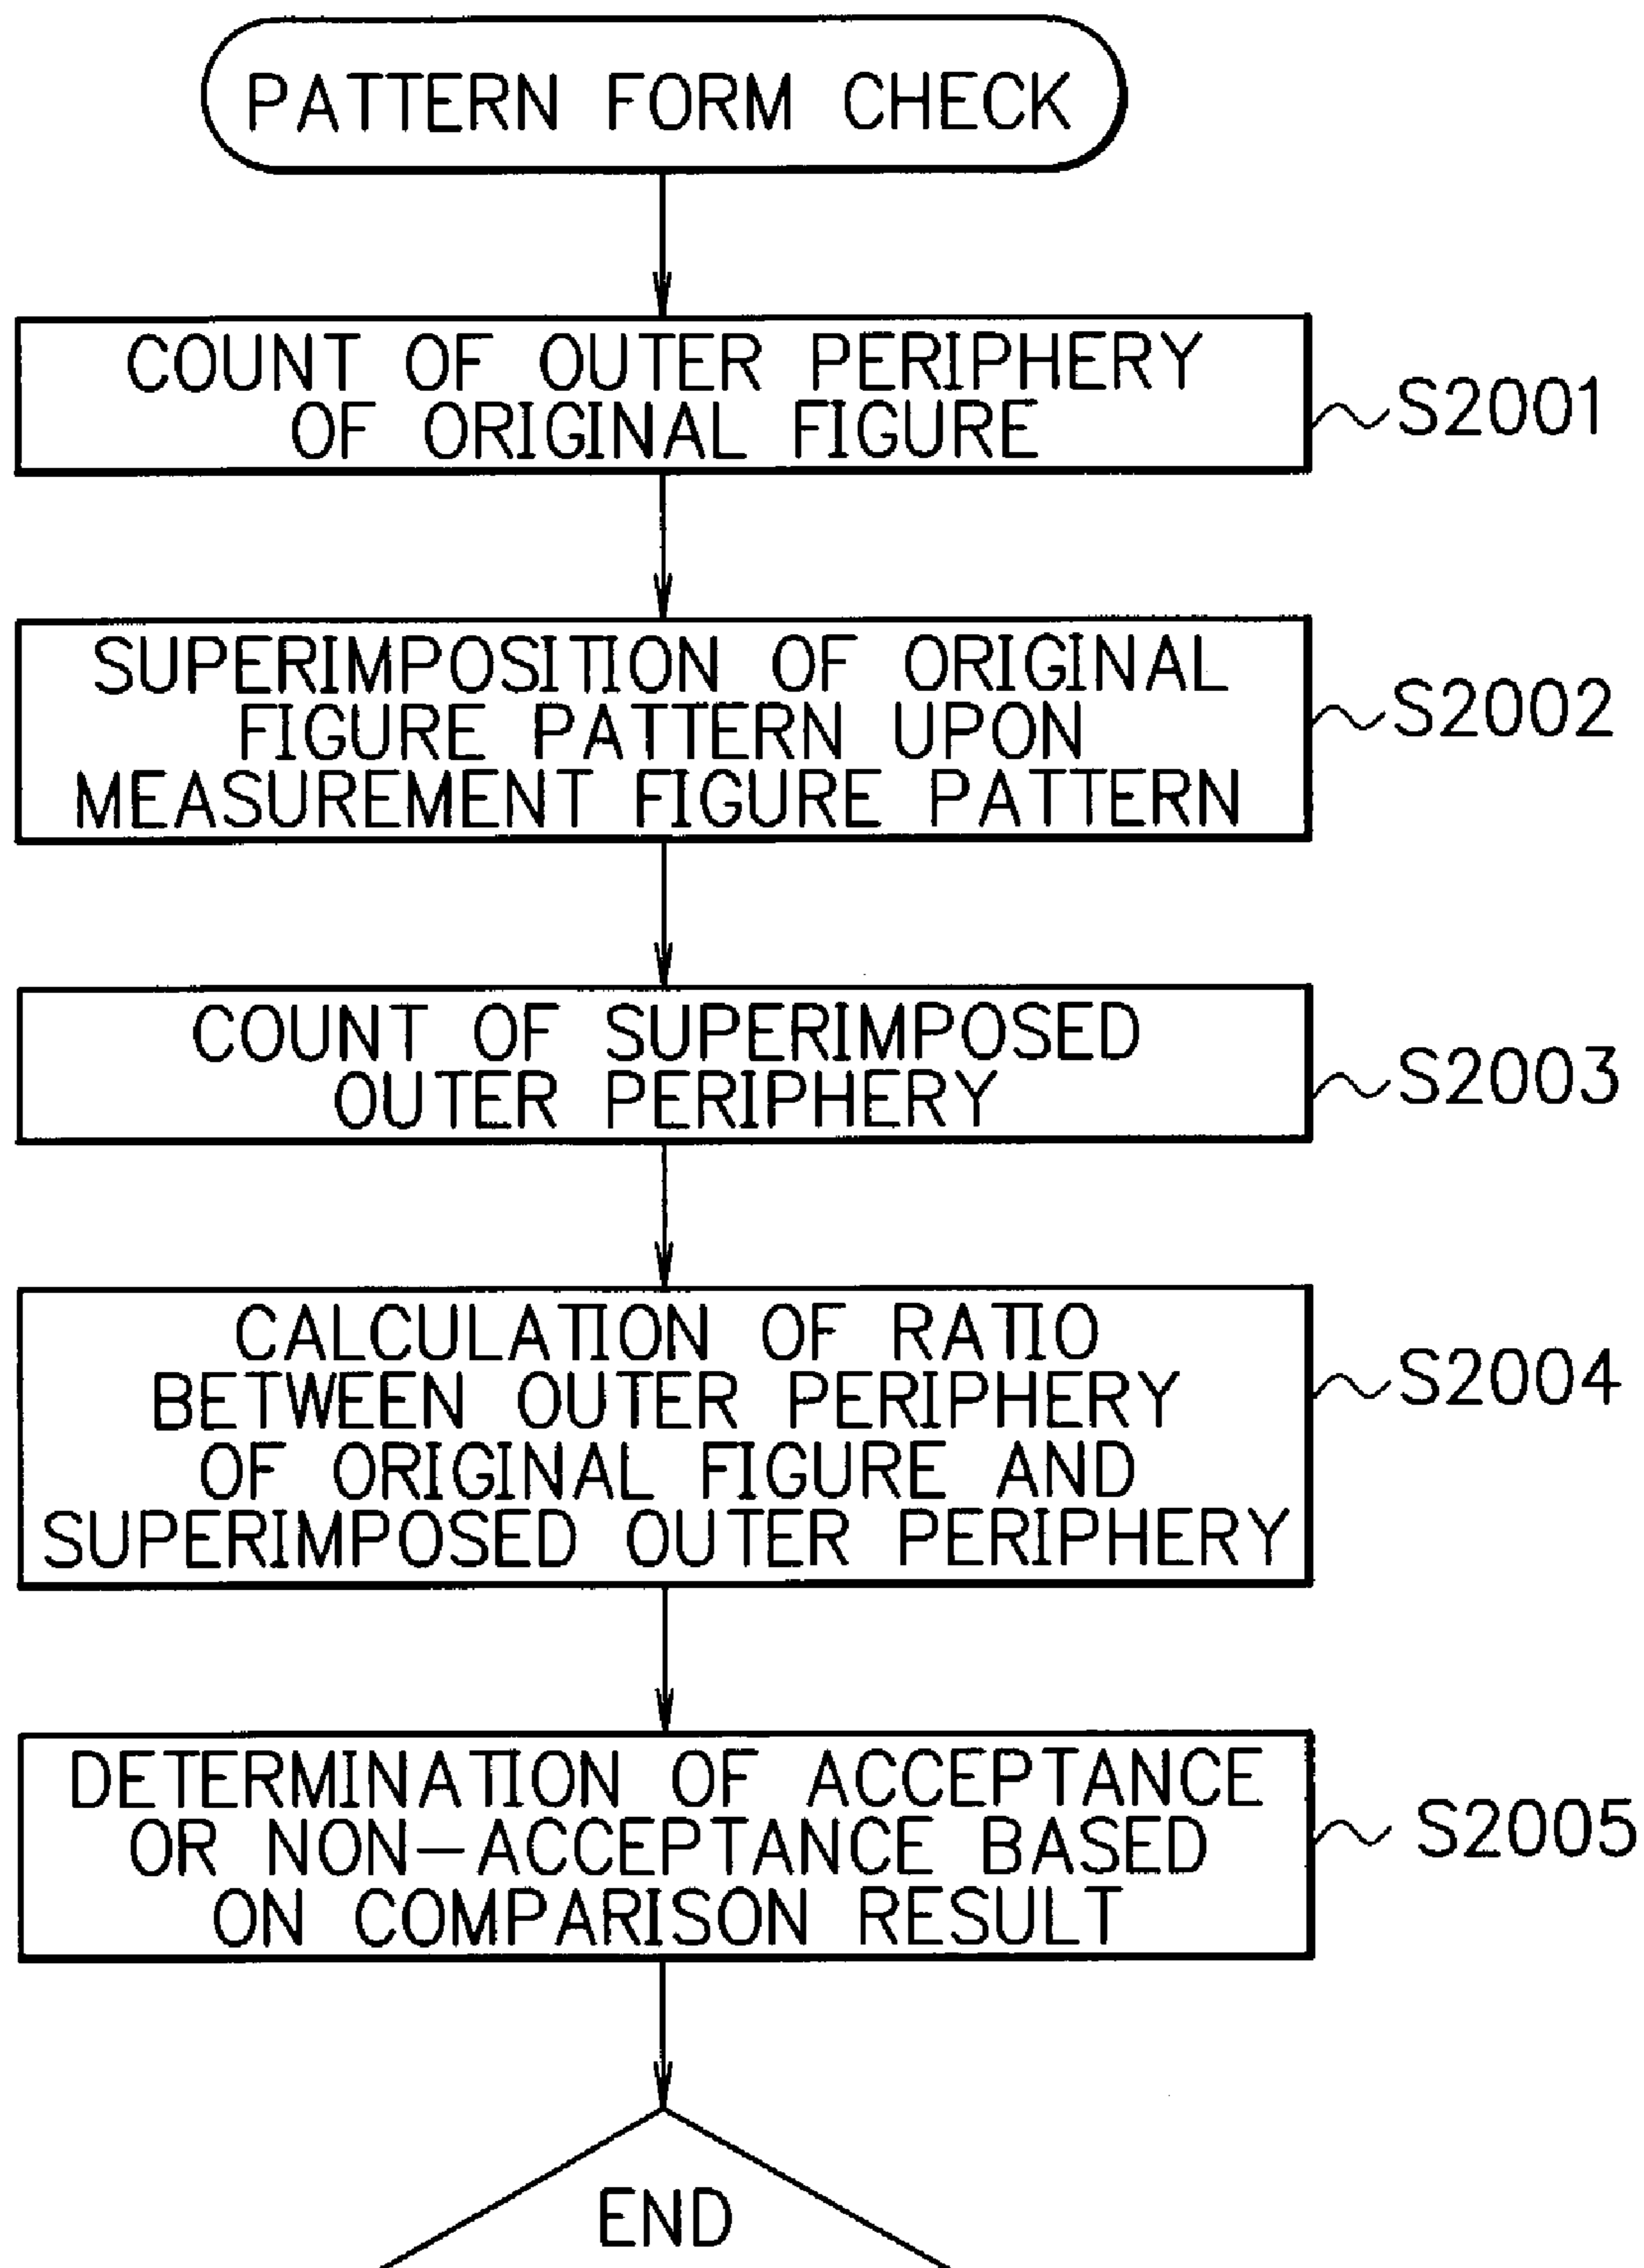 PATTERN FORM CHECK
COUNT OF OUTER PERIPHERY
OF ORIGINAL FIGURE
S2001
SUPERIMPOSITION OF ORIGINAL
FIGURE PATTERN UPON
MEASUREMENT FIGURE PATTERN
S2002
COUNT OF SUPERIMPOSED
OUTER PERIPHERY
S2003
CALCULATION OF RATIO
BETWEEN OUTER PERIPHERY
OF ORIGINAL FIGURE AND
SUPERIMPOSED OUTER PERIPHERY
S2004
DETERMINATION OF ACCEPTANCE
OR NON-ACCEPTANCE BASED
ON COMPARISON RESULT
S2005
END